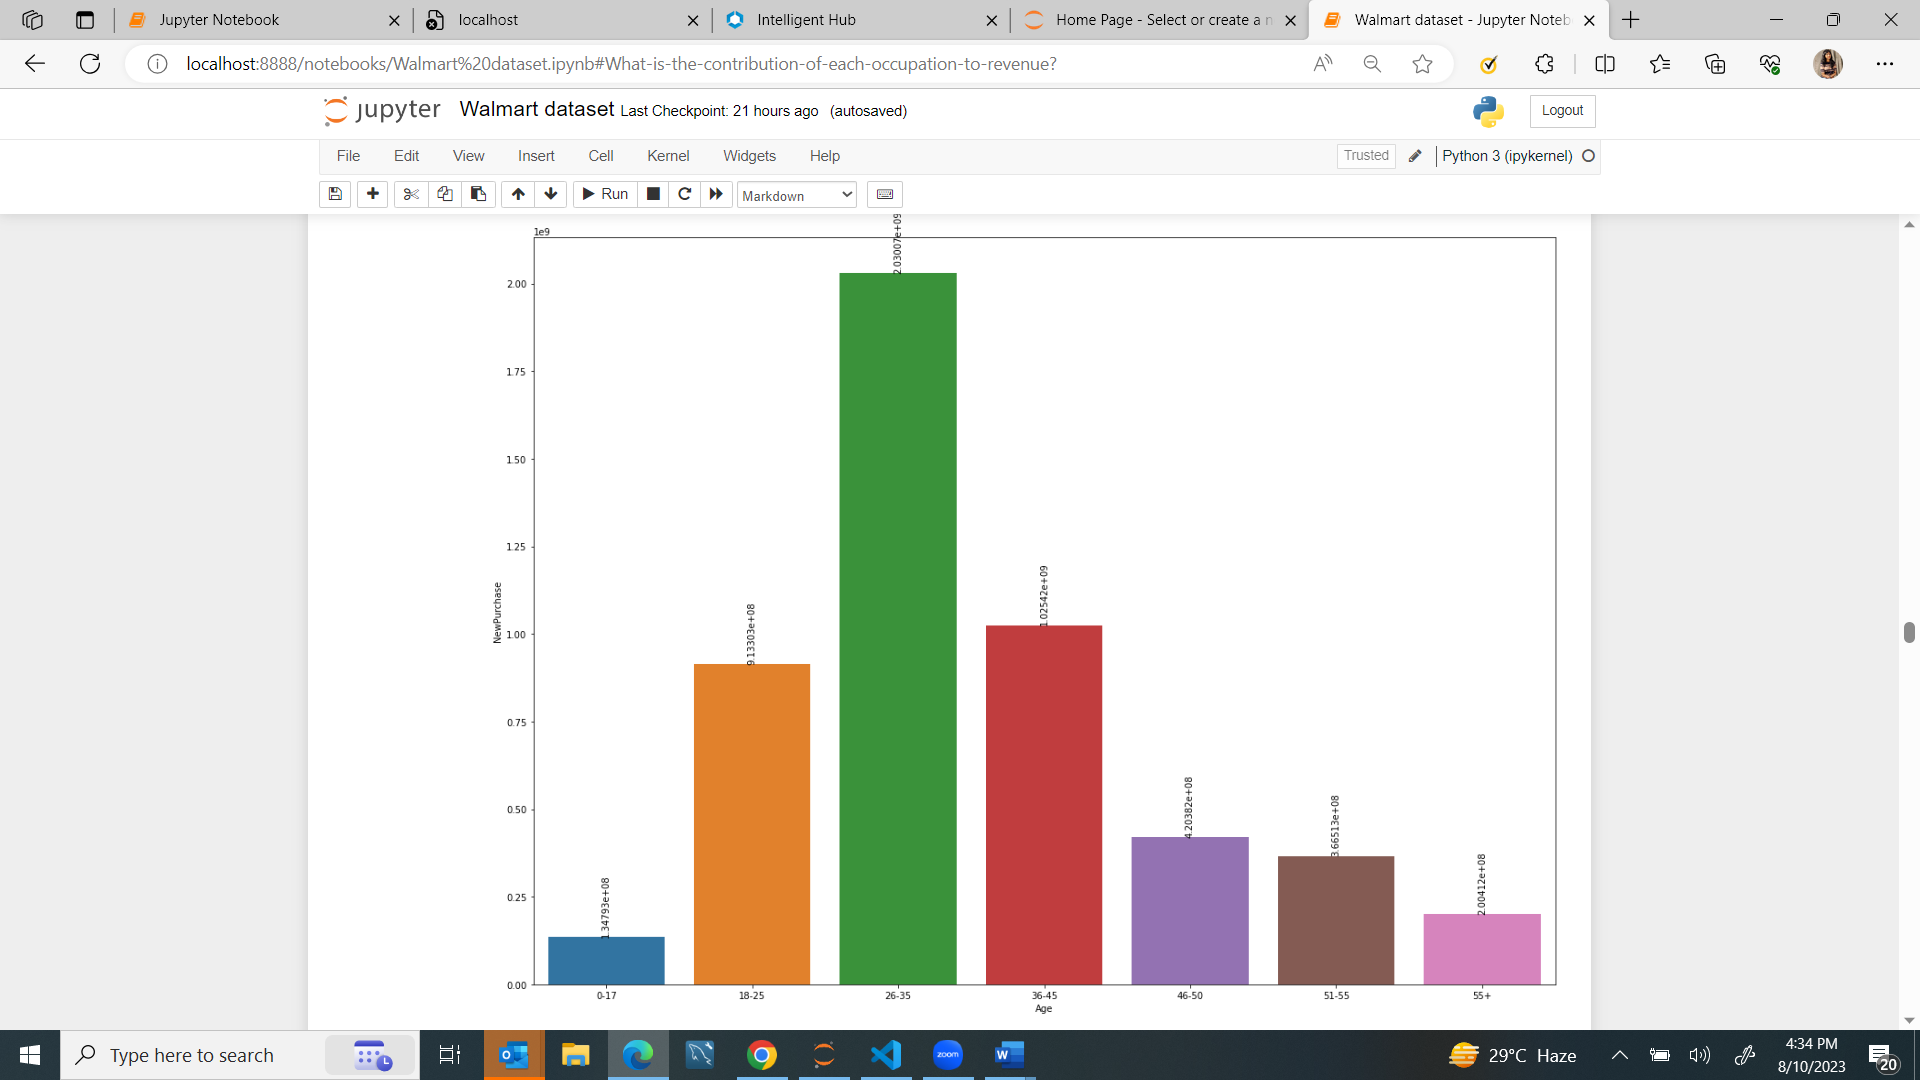 Jupyter Notebook
localhost
Intelligent Hub
Home Page - Select or create a n
Walmart dataset - Jupyter Noteb
localhost:8888/notebooks/Walmart%20dataset.ipynb#What-is-the-contribution-of-each-occupation-to-revenue?
jupyter Walmart dataset Last Checkpoint: 21 hours ago (autosaved)
Logout
File Edit View Insert Cell Kernel Widgets Help
Trusted
Python 3 (ipykernel)
Run
Markdown
1e9
2.03007e+09
2.00
1.75
1.50
1.25
1.02542e+09
NewPurchase
9.13303e+08
1.00
0.75
4.20382e+08
3.66513e+08
0.50
2.00412e+08
1.34793e+08
0.25
0.00
0-17 18-25 26-35 36-45 46-50 51-55 55+
Age
Type here to search
zoom
29°C Haze
4:34 PM
8/10/2023
20